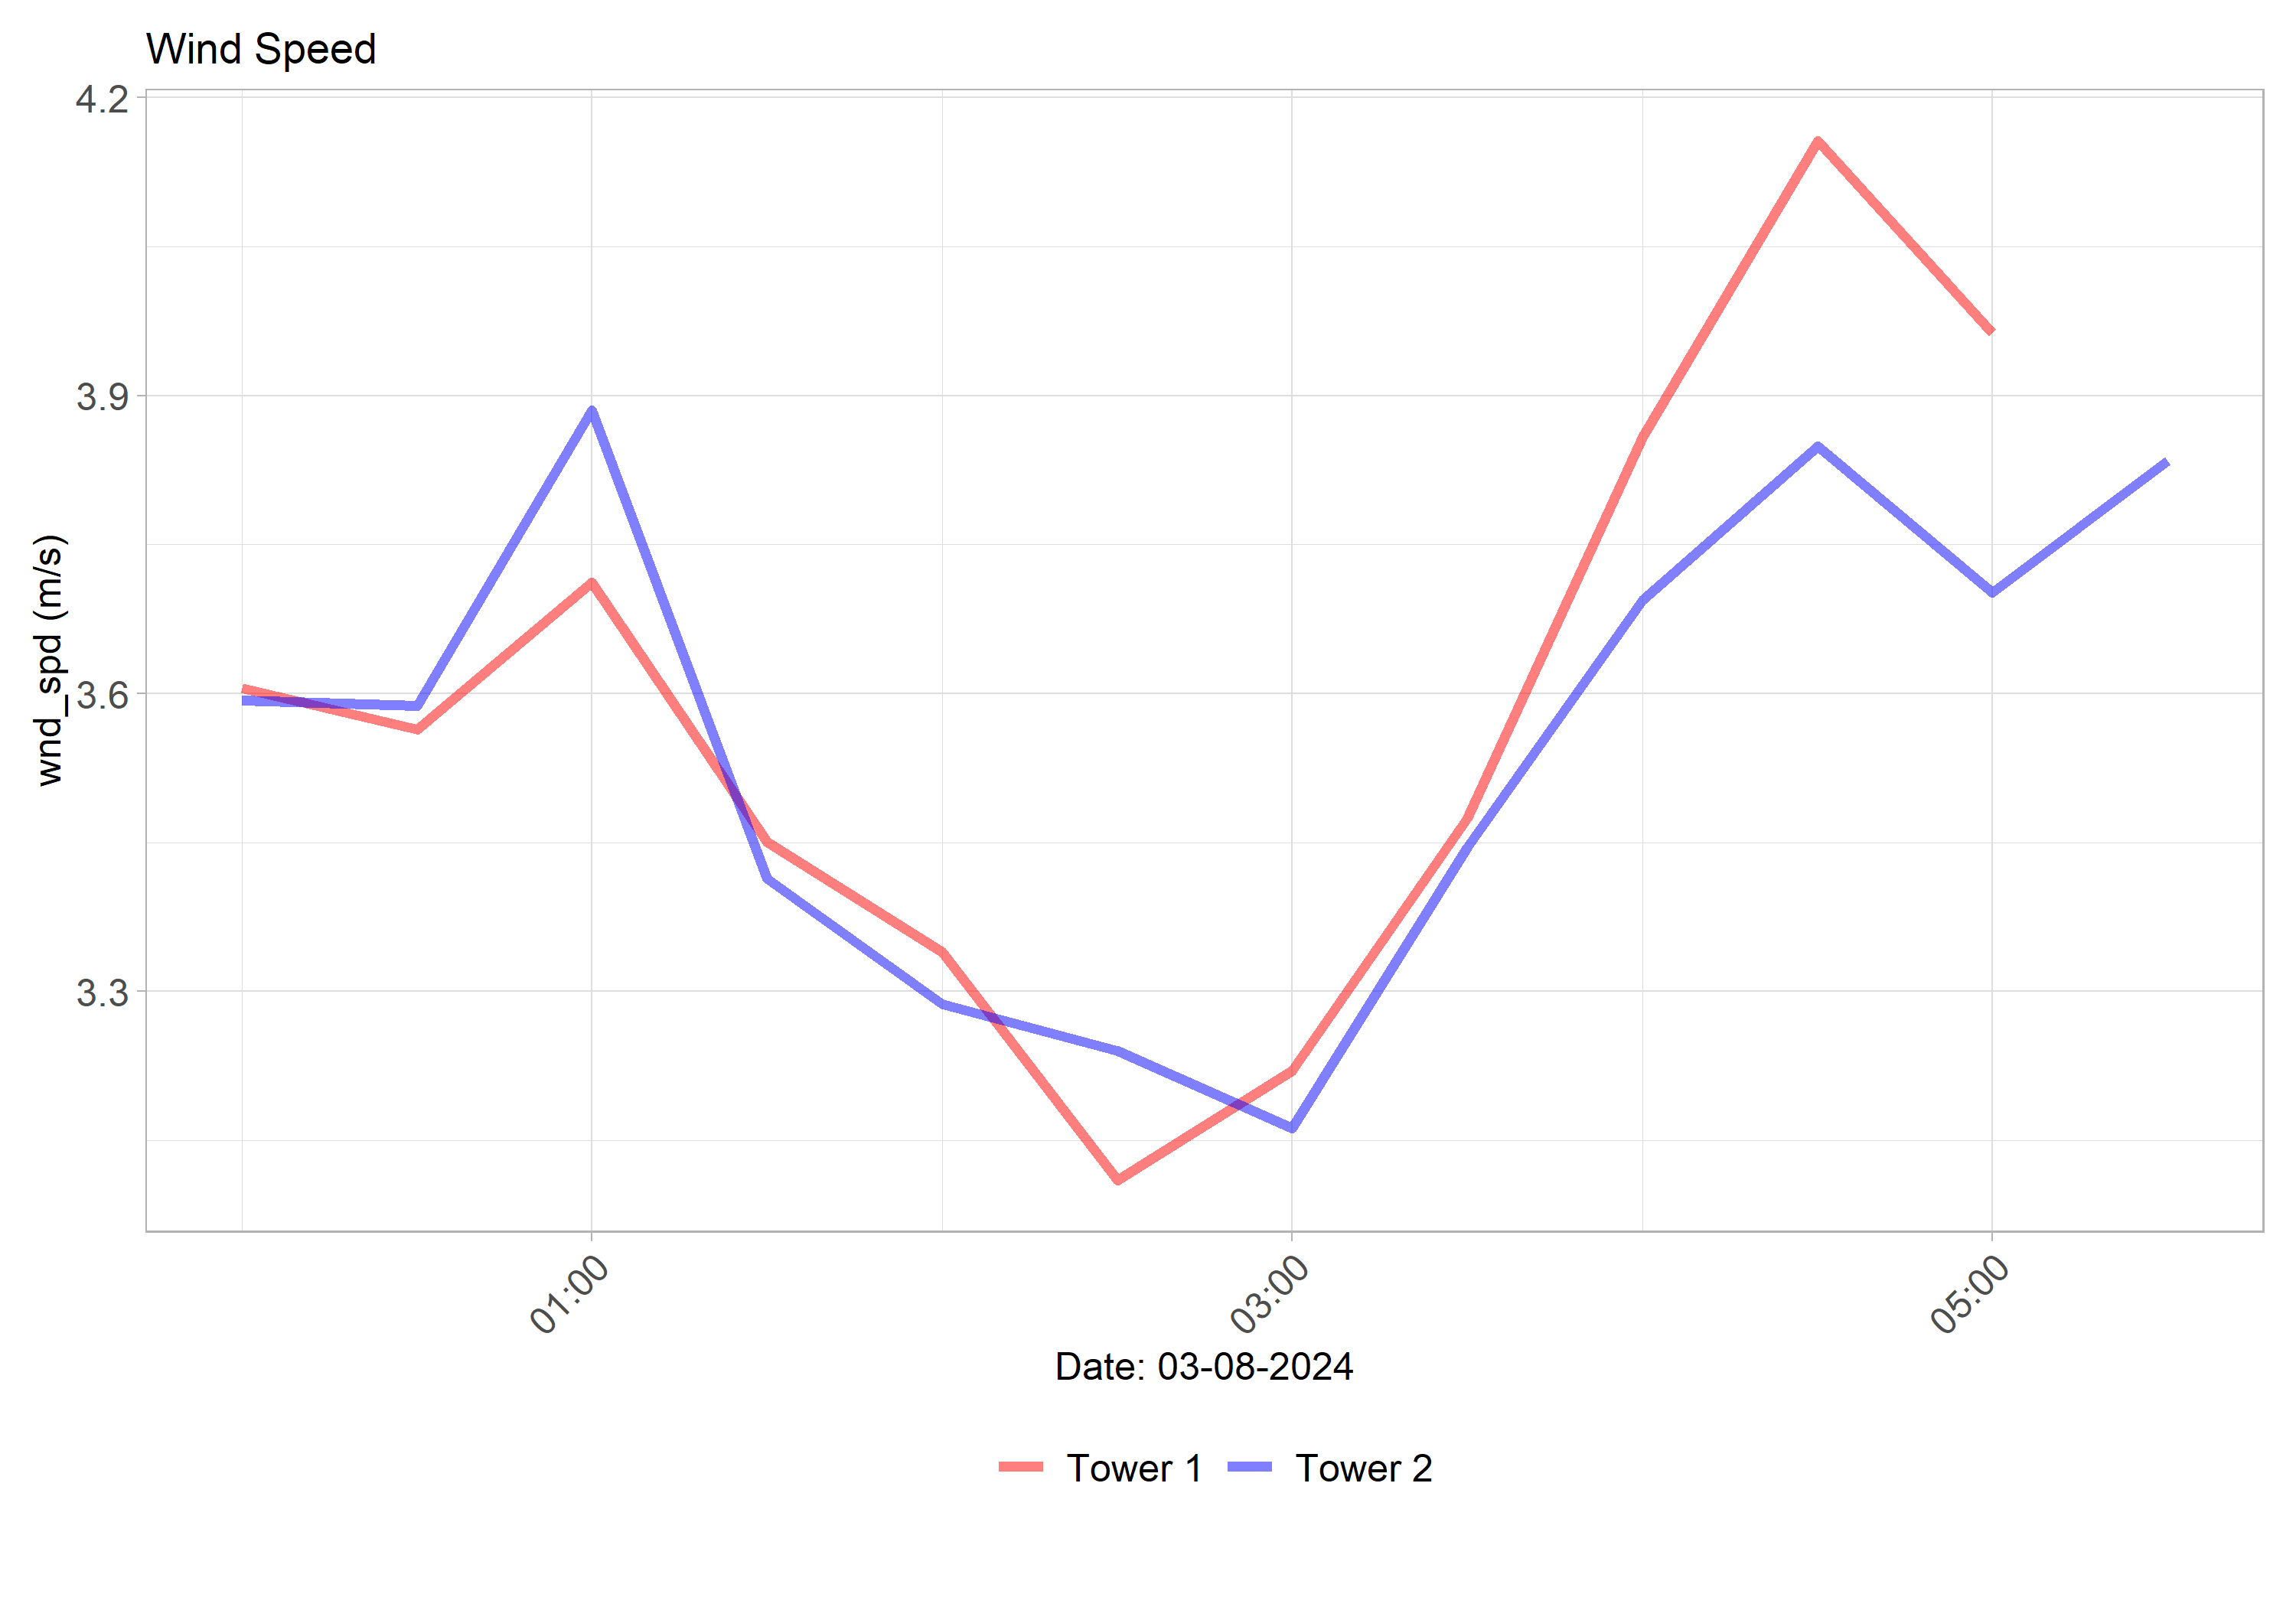 Wind Speed
4.2
3.9
3.6
3.3
wnd_spd (m/s)
01:00
03:00
05:00
Date: 03-08-2024
Tower 1
Tower 2